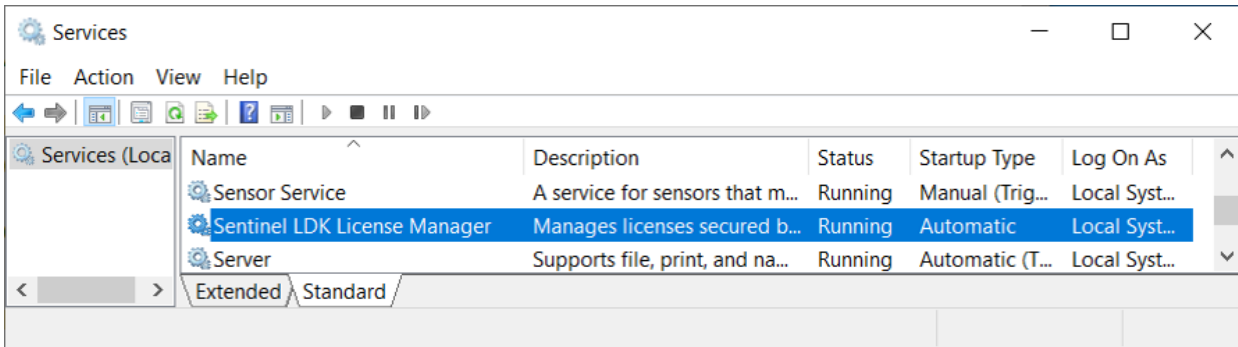 Services
File Action View Help
Services (Loca
Name Description Status Startup Type Log On As
Sensor Service A service for sensors that m... Running Manual (Trig... Local Syst...
Sentinel LDK License Manager Manages licenses secured b... Running Automatic Local Syst...
Server Supports file, print, and na... Running Automatic (T... Local Syst...
Extended Standard